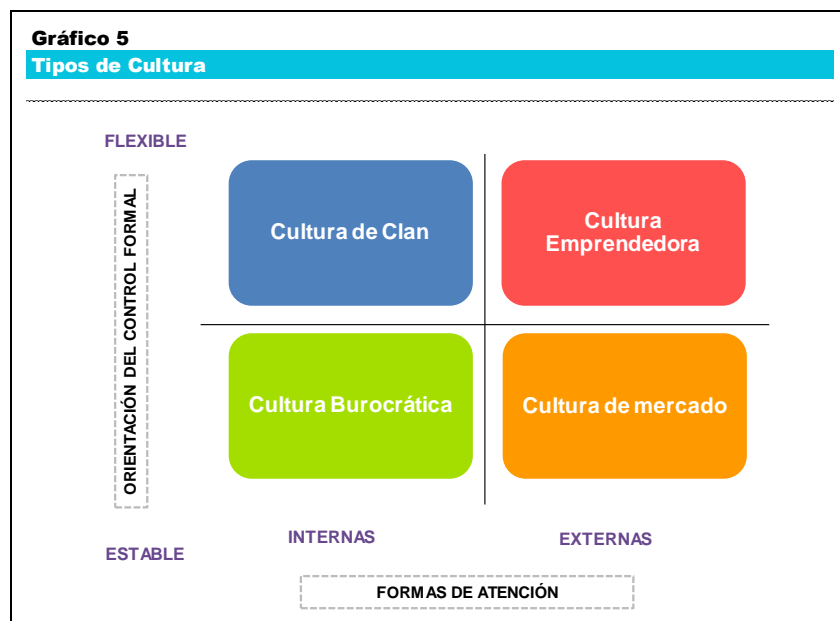 Gráfico 5
Tipos de Cultura
FLEXIBLE
ORIENTACIÓN DEL CONTROL FORMAL
Cultura de Clan
Cultura
Emprendedora
Cultura Burocrática
Cultura de mercado
ESTABLE
INTERNAS
EXTERNAS
FORMAS DE ATENCIÓN